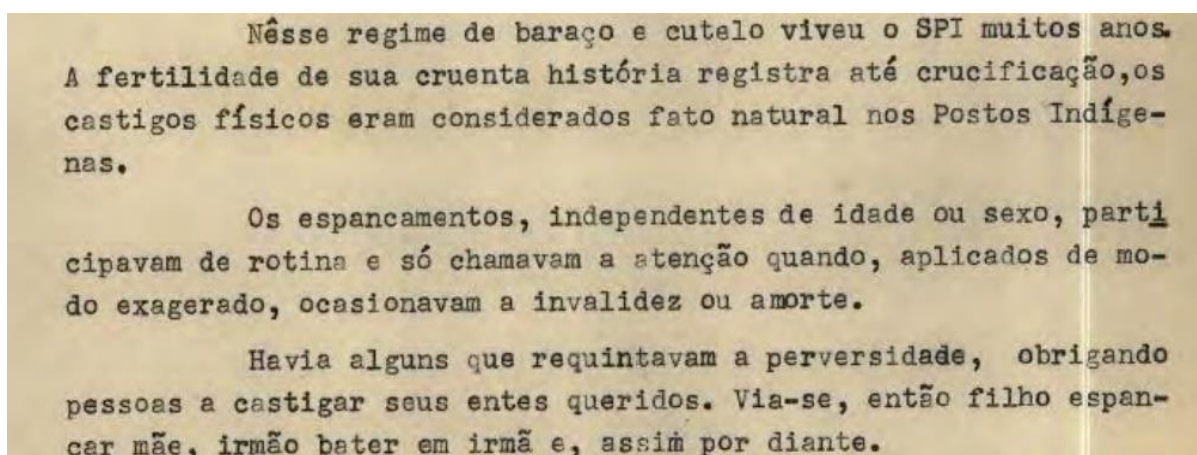 Nêsse regime de baraço e cutelo viveu o SPI muitos anos.
A fertilidade de sua cruenta história registra até crucificação,os
castigos físicos eram considerados fato natural nos Postos Indíge-
nas.
Os espancamentos, independentes de idade ou sexo, parti
cipavam de rotina e só chamavam a atenção quando, aplicados de mo-
do exagerado, ocasionavam a invalidez ou amorte.
Havia alguns que requintavam a perversidade, obrigando
pessoas a castigar seus entes queridos. Via-se, então filho espan-
car mãe, irmão bater em irmã e, assim por diante.